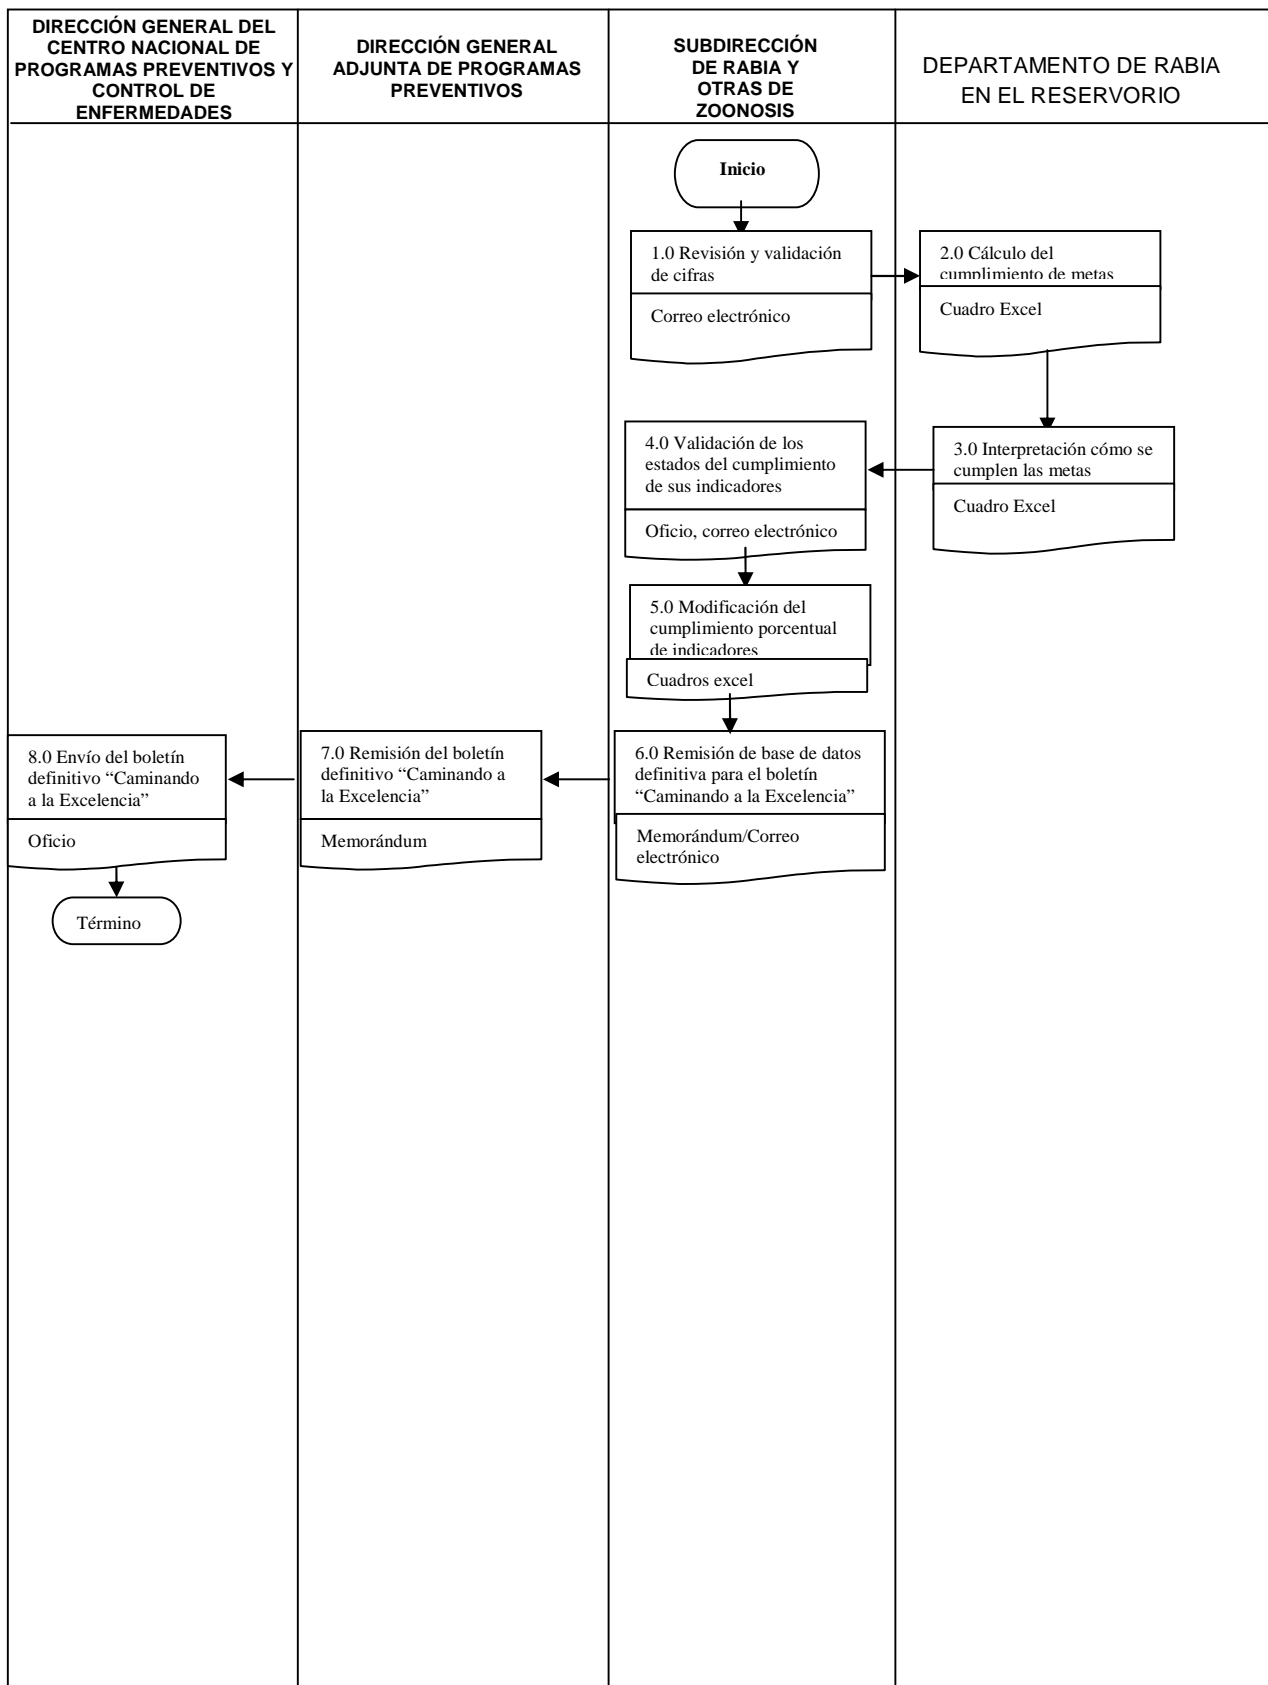 DIRECCIÓN GENERAL DEL
CENTRO NACIONAL DE
PROGRAMAS PREVENTIVOS Y
CONTROL DE
ENFERMEDADES
DIRECCIÓN GENERAL
ADJUNTA DE PROGRAMAS
PREVENTIVOS
SUBDIRECCIÓN
DE RABIA Y
OTRAS DE
ZOONOSIS
DEPARTAMENTO DE RABIA
EN EL RESERVORIO
Inicio
1.0 Revisión y validación
de cifras
Correo electrónico
2.0 Cálculo del
cumplimiento de metas
Cuadro Excel
3.0 Interpretación cómo se
cumplen las metas
Cuadro Excel
4.0 Validación de los
estados del cumplimiento
de sus indicadores
Oficio, correo electrónico
5.0 Modificación del
cumplimiento porcentual
de indicadores
Cuadros excel
6.0 Remisión de base de datos
definitiva para el boletín
“Caminando a la Excelencia”
Memorándum/Correo
electrónico
7.0 Remisión del boletín
definitivo “Caminando a
la Excelencia”
Memorándum
8.0 Envío del boletín
definitivo “Caminando
a la Excelencia”
Oficio
Término